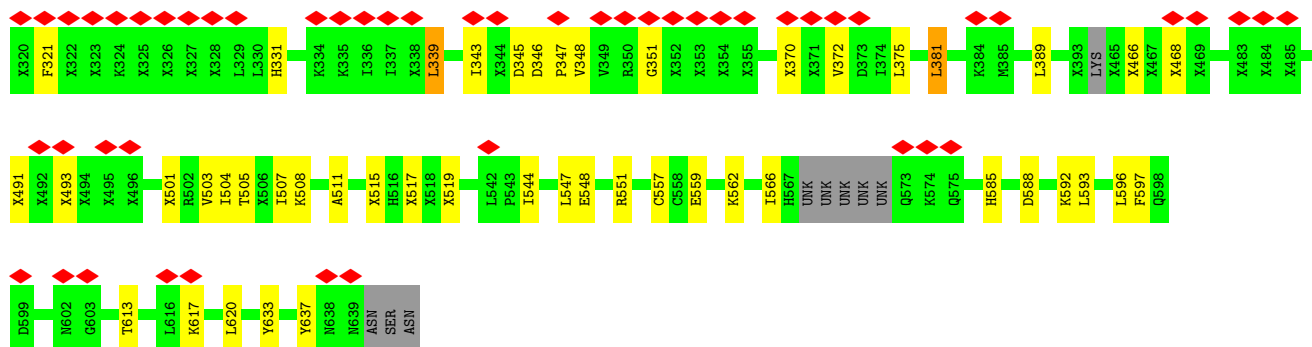 X320 F321 X322 X323 K324 X325 X326 X327 X328 L329 L330 H331 K334 K335 I336 I337 X338 L339 I343 X344 D345 D346 P347 V348 V349 R350 G351 X352 X353 X354 X355 X370 X371 V372 D373 I374 L375 L381 K384 M385 L389 X393 LYS X465 X466 X467 X468 X469 X483 X484 X485
X491 X492 X493 X494 X495 X496 X501 R502 V503 I504 T505 X506 I507 K508 A511 X515 H516 X517 X518 X519 L542 P543 I544 L547 E548 R551 C557 C558 E559 K562 I566 H567 UNK UNK UNK UNK UNK Q573 K574 Q575 H585 D588 K592 L593 L596 F597 Q598
D599 N602 G603 T613 L616 K617 L620 Y633 Y637 N638 N639 ASN SER ASN